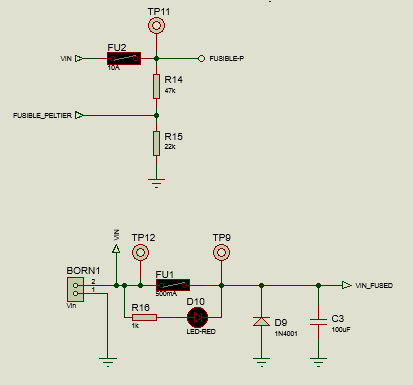 TP11
FU2
VIN
FUSIBLE-P
10A
R14
47k
FUSIBLE_PELTIER
R15
22k
VIN
TP12
TP9
BORN1
FU1
2
1
VIN_FUSED
500mA
Vin
R16
D10
1k
LED-RED
D9
1N4001
C3
100uF